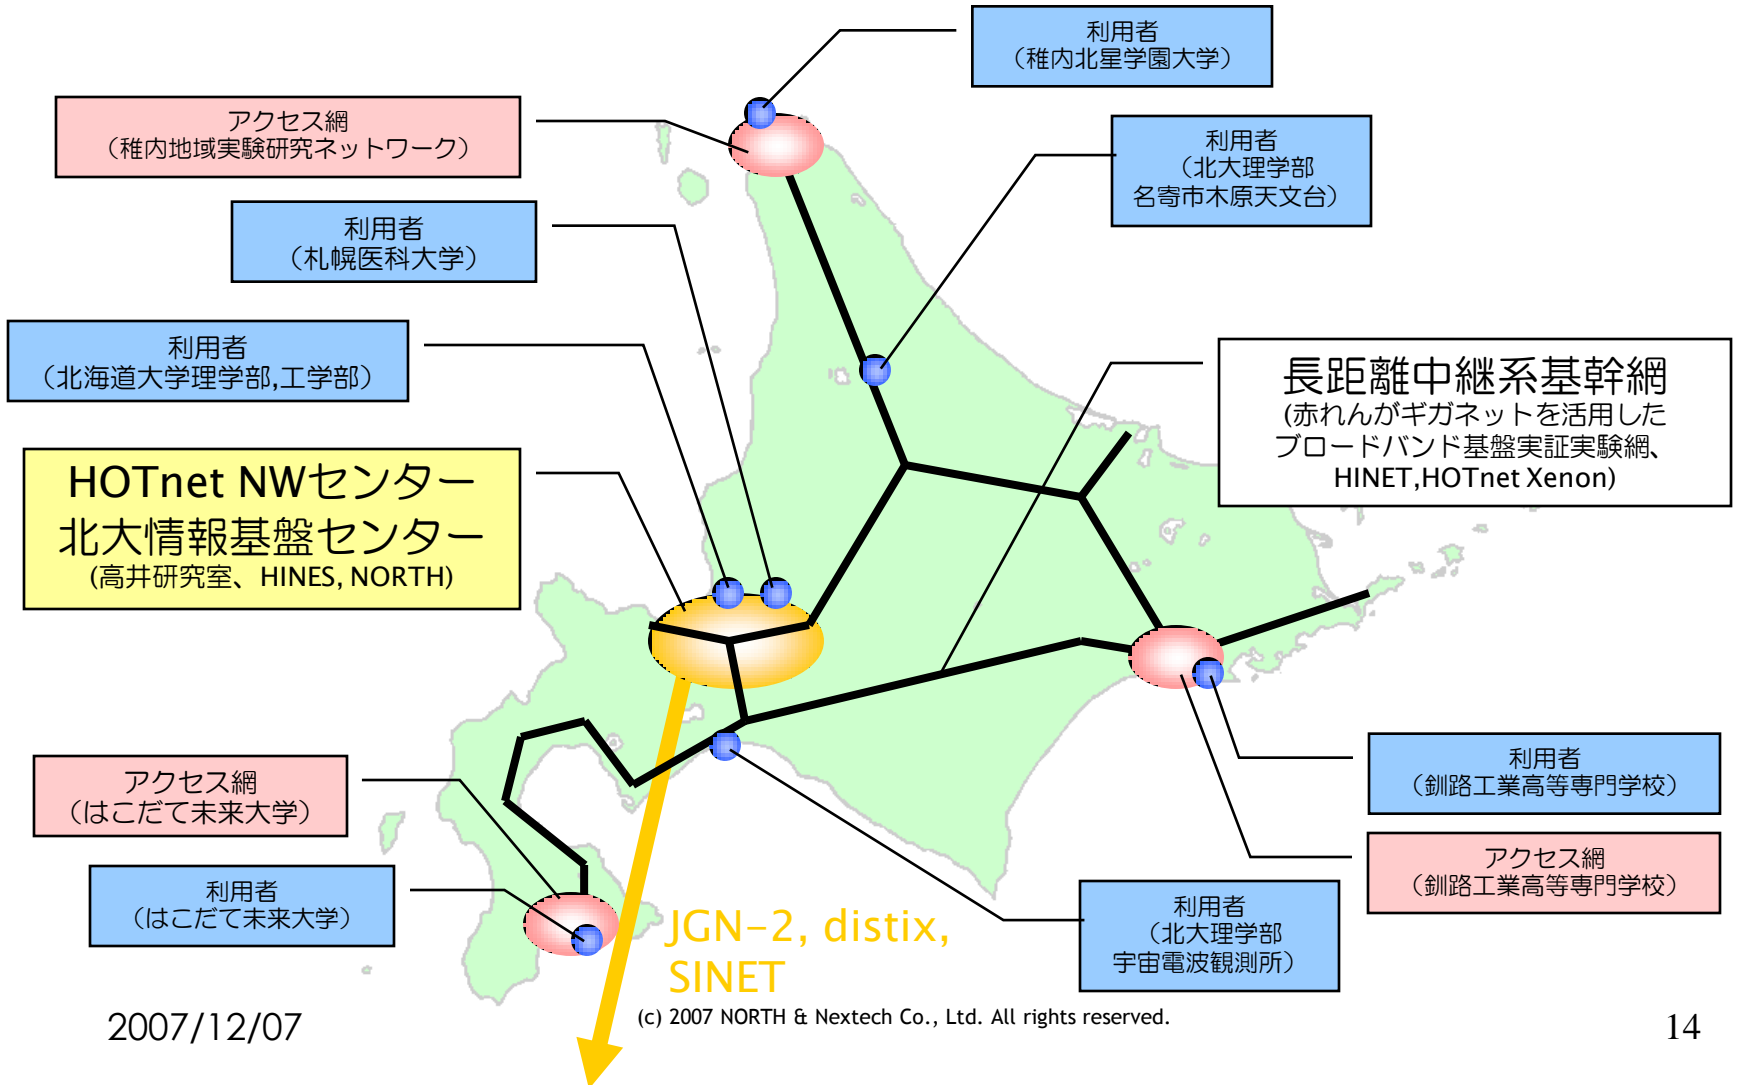 利用者
（稚内北星学園大学）
アクセス網
（稚内地域実験研究ネットワーク）
利用者
（北大理学部
名寄市木原天文台）
利用者
（札幌医科大学）
利用者
（北海道大学理学部,工学部）
長距離中継系基幹網
(赤れんがギガネットを活用した
ブロードバンド基盤実証実験網、
HINET,HOTnet Xenon)
HOTnet NWセンター
北大情報基盤センター
(高井研究室、HINES, NORTH)
利用者
（釧路工業高等専門学校）
アクセス網
（はこだて未来大学）
アクセス網
（釧路工業高等専門学校）
利用者
（はこだて未来大学）
利用者
（北大理学部
宇宙電波観測所）
JGN-2, distix,
SINET
2007/12/07
(c) 2007 NORTH & Nextech Co., Ltd. All rights reserved.
14